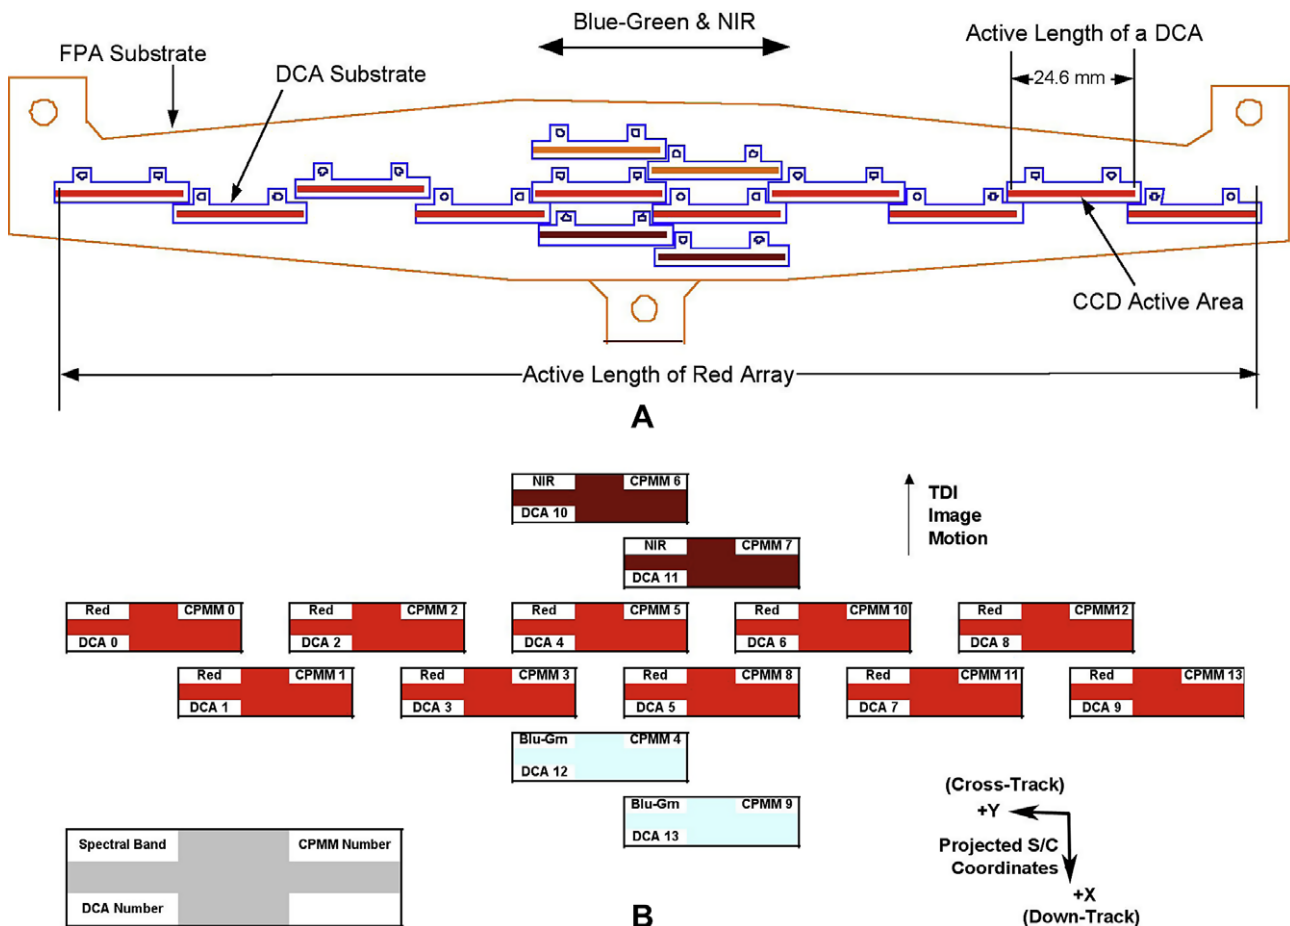 Blue-Green & NIR
FPA Substrate
DCA Substrate
Active Length of a DCA
24.6 mm
CCD Active Area
Active Length of Red Array
A
NIR CPMM 6
DCA 10
NIR CPMM 7
DCA 11
TDI
Image
Motion
Red CPMM 0
DCA 0
Red CPMM 2
DCA 2
Red CPMM 5
DCA 4
Red CPMM 10
DCA 6
Red CPMM12
DCA 8
Red CPMM 1
DCA 1
Red CPMM 3
DCA 3
Red CPMM 8
DCA 5
Red CPMM 11
DCA 7
Red CPMM 13
DCA 9
Blu-Grn CPMM 4
DCA 12
Blu-Grn CPMM 9
DCA 13
(Cross-Track)
+Y
Projected S/C
Coordinates
+X
(Down-Track)
Spectral Band CPMM Number
DCA Number
B